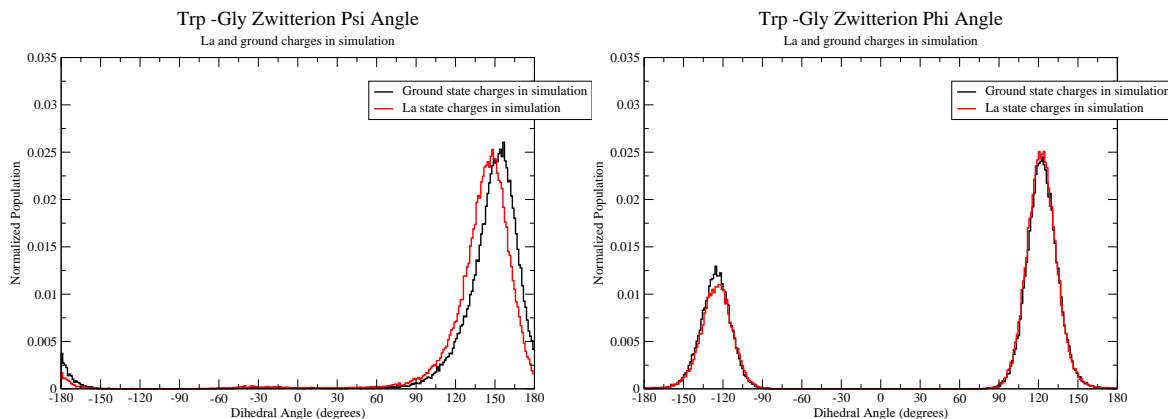 Trp -Gly Zwitterion Psi Angle
La and ground charges in simulation
Normalized Population
0.035
0.03
0.025
0.02
0.015
0.01
0.005
0
Ground state charges in simulation
La state charges in simulation
-180 -150 -120 -90 -60 -30 0 30 60 90 120 150 180
Dihedral Angle (degrees)
Trp -Gly Zwitterion Phi Angle
La and ground charges in simulation
Normalized Population
0.035
0.03
0.025
0.02
0.015
0.01
0.005
0
Ground state charges in simulation
La state charges in simulation
-180 -150 -120 -90 -60 -30 0 30 60 90 120 150 180
Dihedral Angle (degrees)